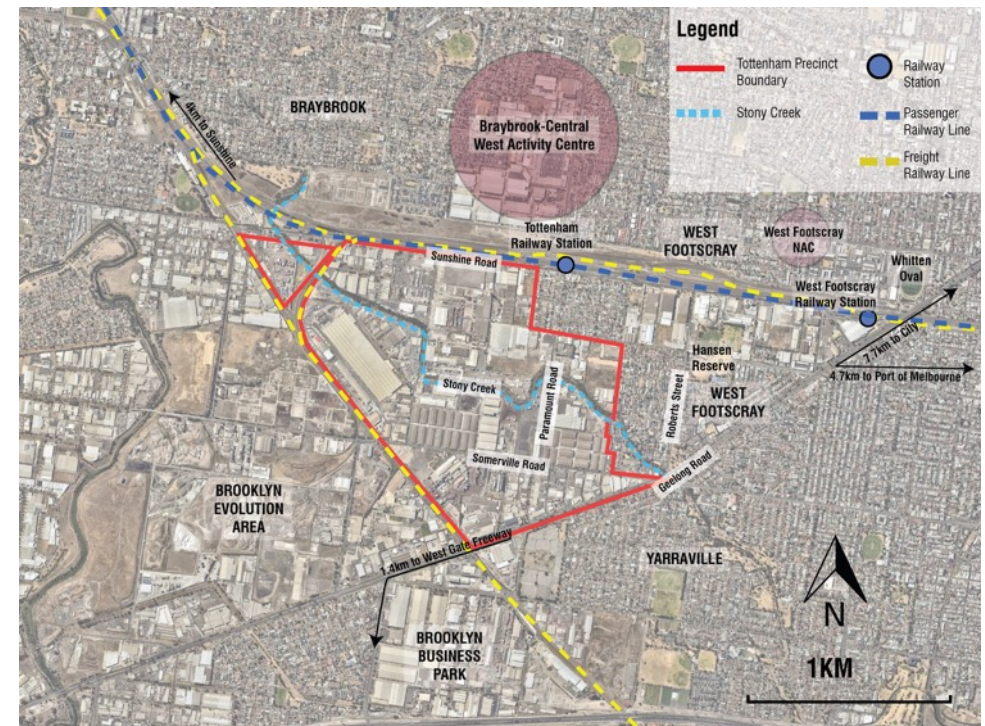 Legend
Tottenham Precinct
Boundary
Railway
Station
Stony Creek
Passenger
Railway Line
Freight
Railway Line
BRAYBROOK
4km to Sunshine
Braybrook-Central
West Activity Centre
Tottenham
Railway Station
WEST
FOOTSCRAY
West Footscray
NAC
Whitten
Oval
Sunshine Road
West Footscray
Railway Station
7.7km to City
4.7km to Port of Melbourne
Hansen
Reserve
WEST
FOOTSCRAY
Stony Creek
Paramount Road
Roberts Street
Somerville Road
Geelong Road
BROOKLYN
EVOLUTION
AREA
1.4km to West Gate Freeway
YARRAVILLE
BROOKLYN
BUSINESS
PARK
N
1KM